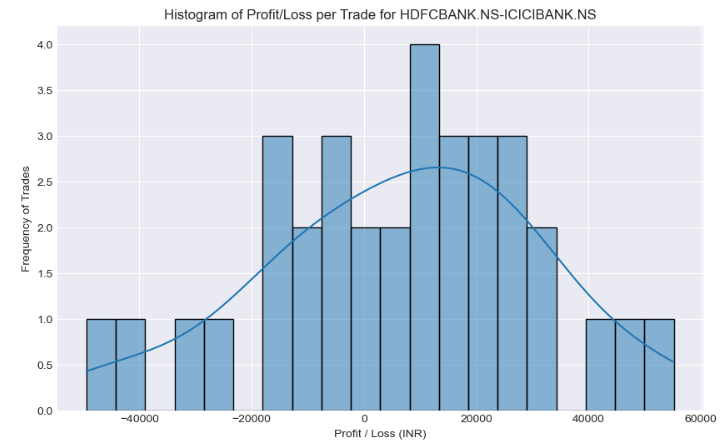 Histogram of Profit/Loss per Trade for HDFCBANK.NS-ICICIBANK.NS
4.0
3.5
3.0
2.5
2.0
1.5
1.0
0.5
0.0
Frequency of Trades
−40000 −20000 0 20000 40000 60000
Profit / Loss (INR)